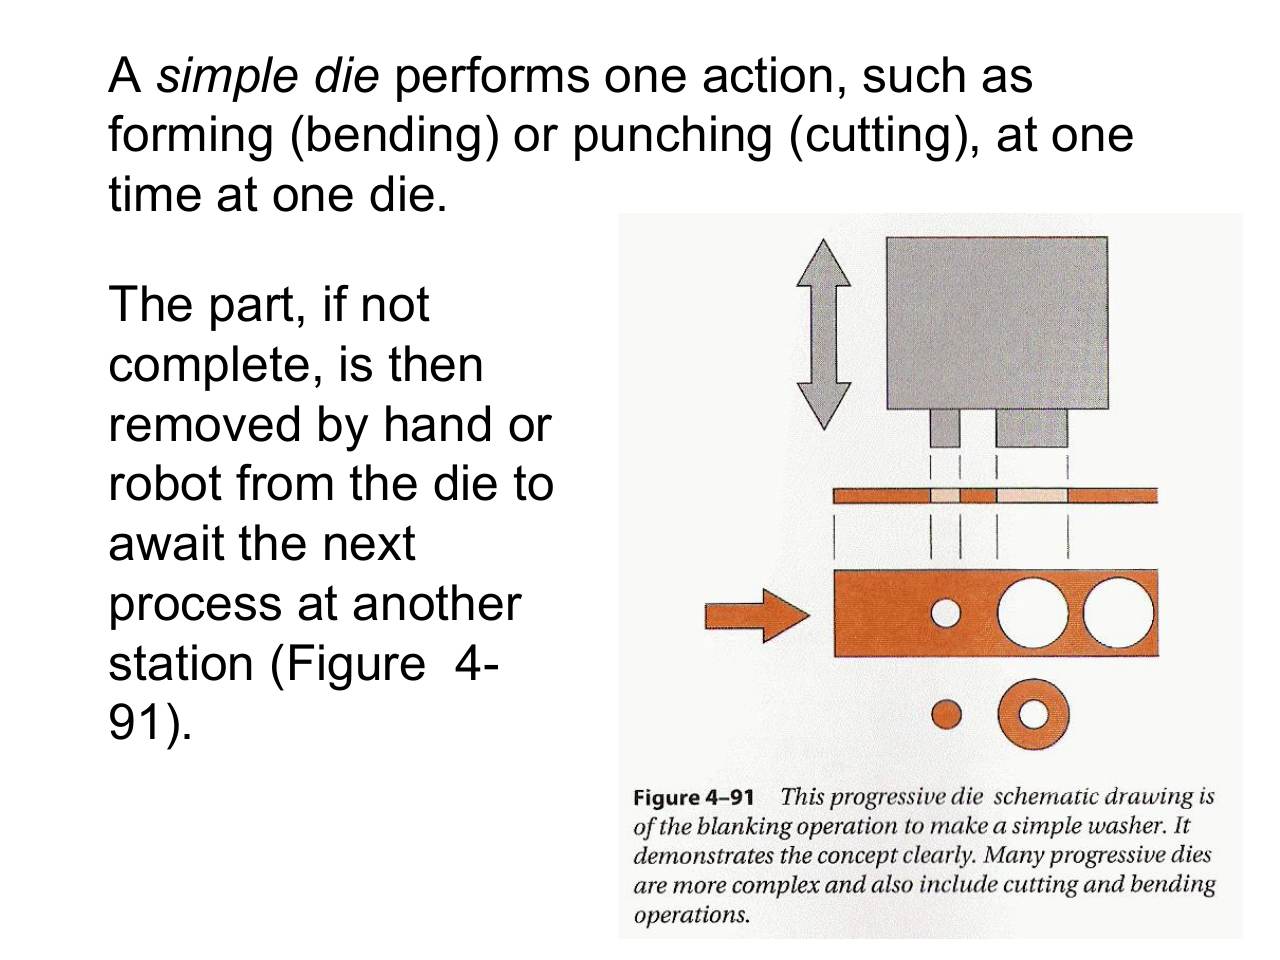 A simple die performs one action, such as
forming (bending) or punching (cutting), at one
time at one die.
The part, if not
complete, is then
removed by hand or
robot from the die to
await the next
process at another
station (Figure  4-
91).
Figure 4–91 This progressive die schematic drawing is
of the blanking operation to make a simple washer. It
demonstrates the concept clearly. Many progressive dies
are more complex and also include cutting and bending
operations.